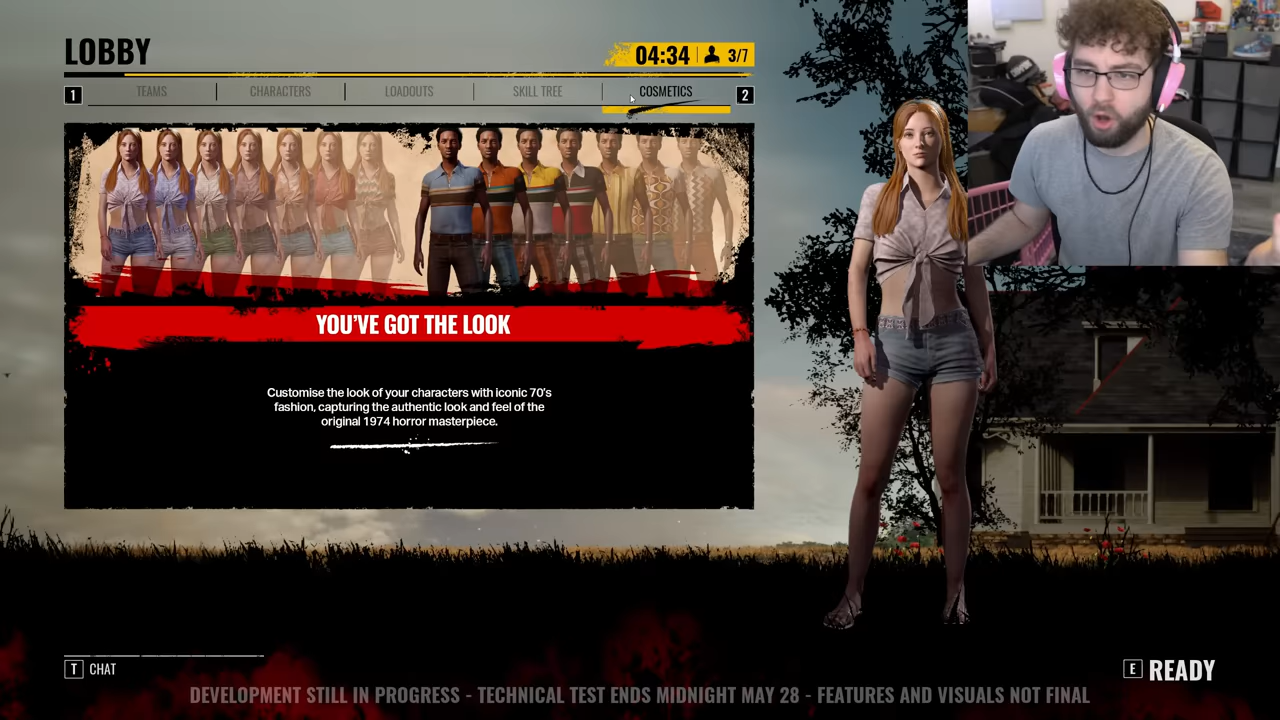 LOBBY
04:34
3/7
1
TEAMS
CHARACTERS
LOADOUTS
SKILL TREE
COSMETICS
2
YOU'VE GOT THE LOOK
Customise the look of your characters with iconic 70's
fashion, capturing the authentic look and feel of the
original 1974 horror masterpiece.
T CHAT
E READY
DEVELOPMENT STILL IN PROGRESS - TECHNICAL TEST ENDS MIDNIGHT MAY 28 - FEATURES AND VISUALS NOT FINAL